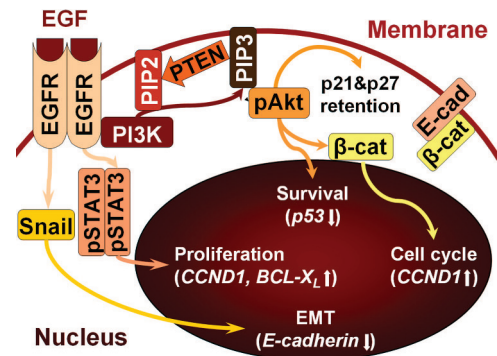 EGF
Membrane
EGFR
EGFR
PIP2
PTEN
PIP3
PI3K
pAkt
p21&p27
retention
E-cad
β-cat
β-cat
Snail
pSTAT3
pSTAT3
Survival
(p53⬇)
Proliferation
(CCND1, BCL-XL⬆)
Cell cycle
(CCND1⬆)
EMT
(E-cadherin⬇)
Nucleus